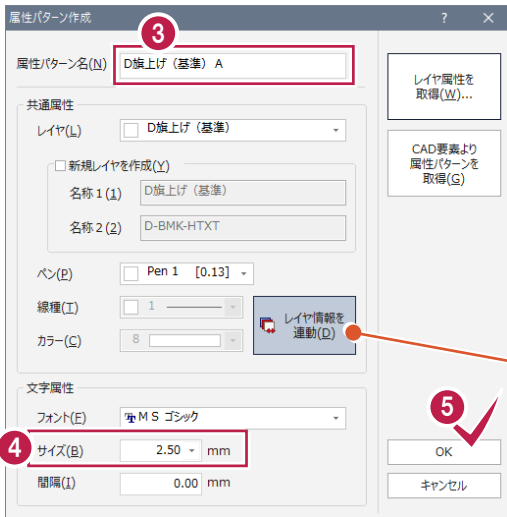 属性パターン作成 ? ×
3
属性パターン名(N) D旗上げ（基準）A
レイヤ属性を
取得(W)...
共通属性
レイヤ(L) D旗上げ（基準）
CAD要素より
属性パターンを
取得(G)
新規レイヤを作成(Y)
名称1(1) D旗上げ（基準）
名称2(2) D-BMK-HTXT
ペン(P) Pen 1 [0.13]
線種(T) 1
レイヤ情報を
連動(D)
カラー(C) 8
文字属性
フォント(F) MS ゴシック
5
4 サイズ(B) 2.50 mm
OK
間隔(I) 0.00 mm
キャンセル